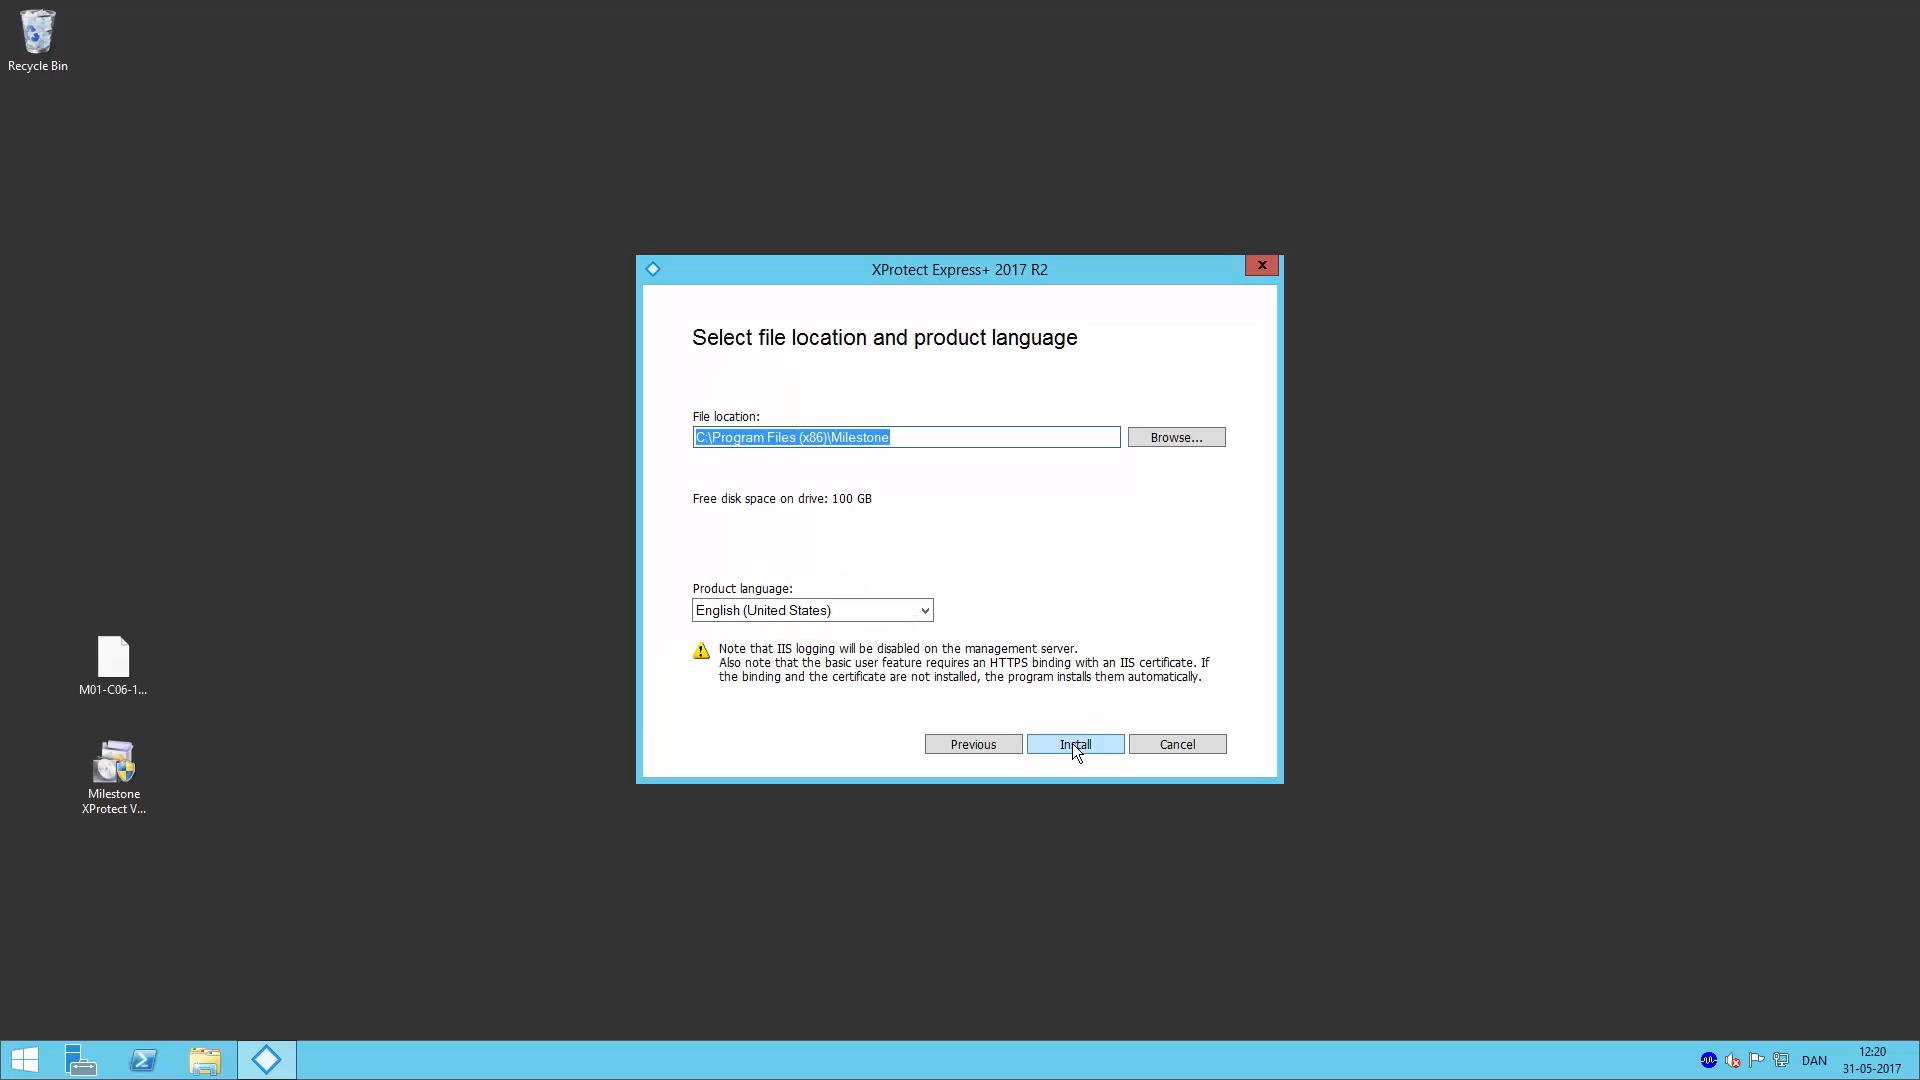 Recycle Bin
XProtect Express+ 2017 R2
x
Select file location and product language
File location:
C:\Program Files (x86)\Milestone
Browse...
Free disk space on drive: 100 GB
Product language:
English (United States)
Note that IIS logging will be disabled on the management server.
Also note that the basic user feature requires an HTTPS binding with an IIS certificate. If
the binding and the certificate are not installed, the program installs them automatically.
Previous
Install
Cancel
M01-C06-1...
Milestone
XProtect V...
DAN
12:20
31-05-2017